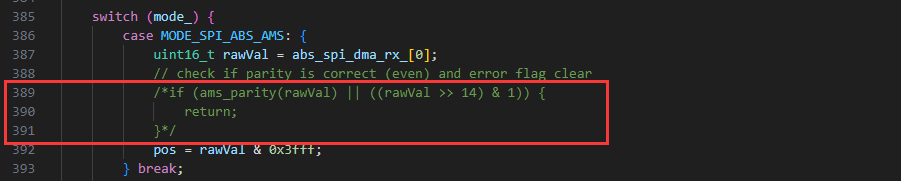 385 switch (mode_) {
386 case MODE_SPI_ABS_AMS: {
387 uint16_t rawVal = abs_spi_dma_rx_[0];
388 // check if parity is correct (even) and error flag clear
389 /*if (ams_parity(rawVal) || ((rawVal >> 14) & 1)) {
390 return;
391 }*/
392 pos = rawVal & 0x3fff;
393 } break;